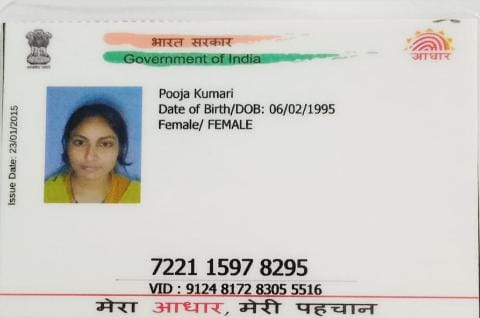 भारत सरकार
Government of India
आधार
Issue Date: 23/01/2015
Pooja Kumari
Date of Birth/DOB: 06/02/1995
Female/ FEMALE
7221 1597 8295
VID : 9124 8172 8305 5516
मेरा आधार, मेरी पहचान